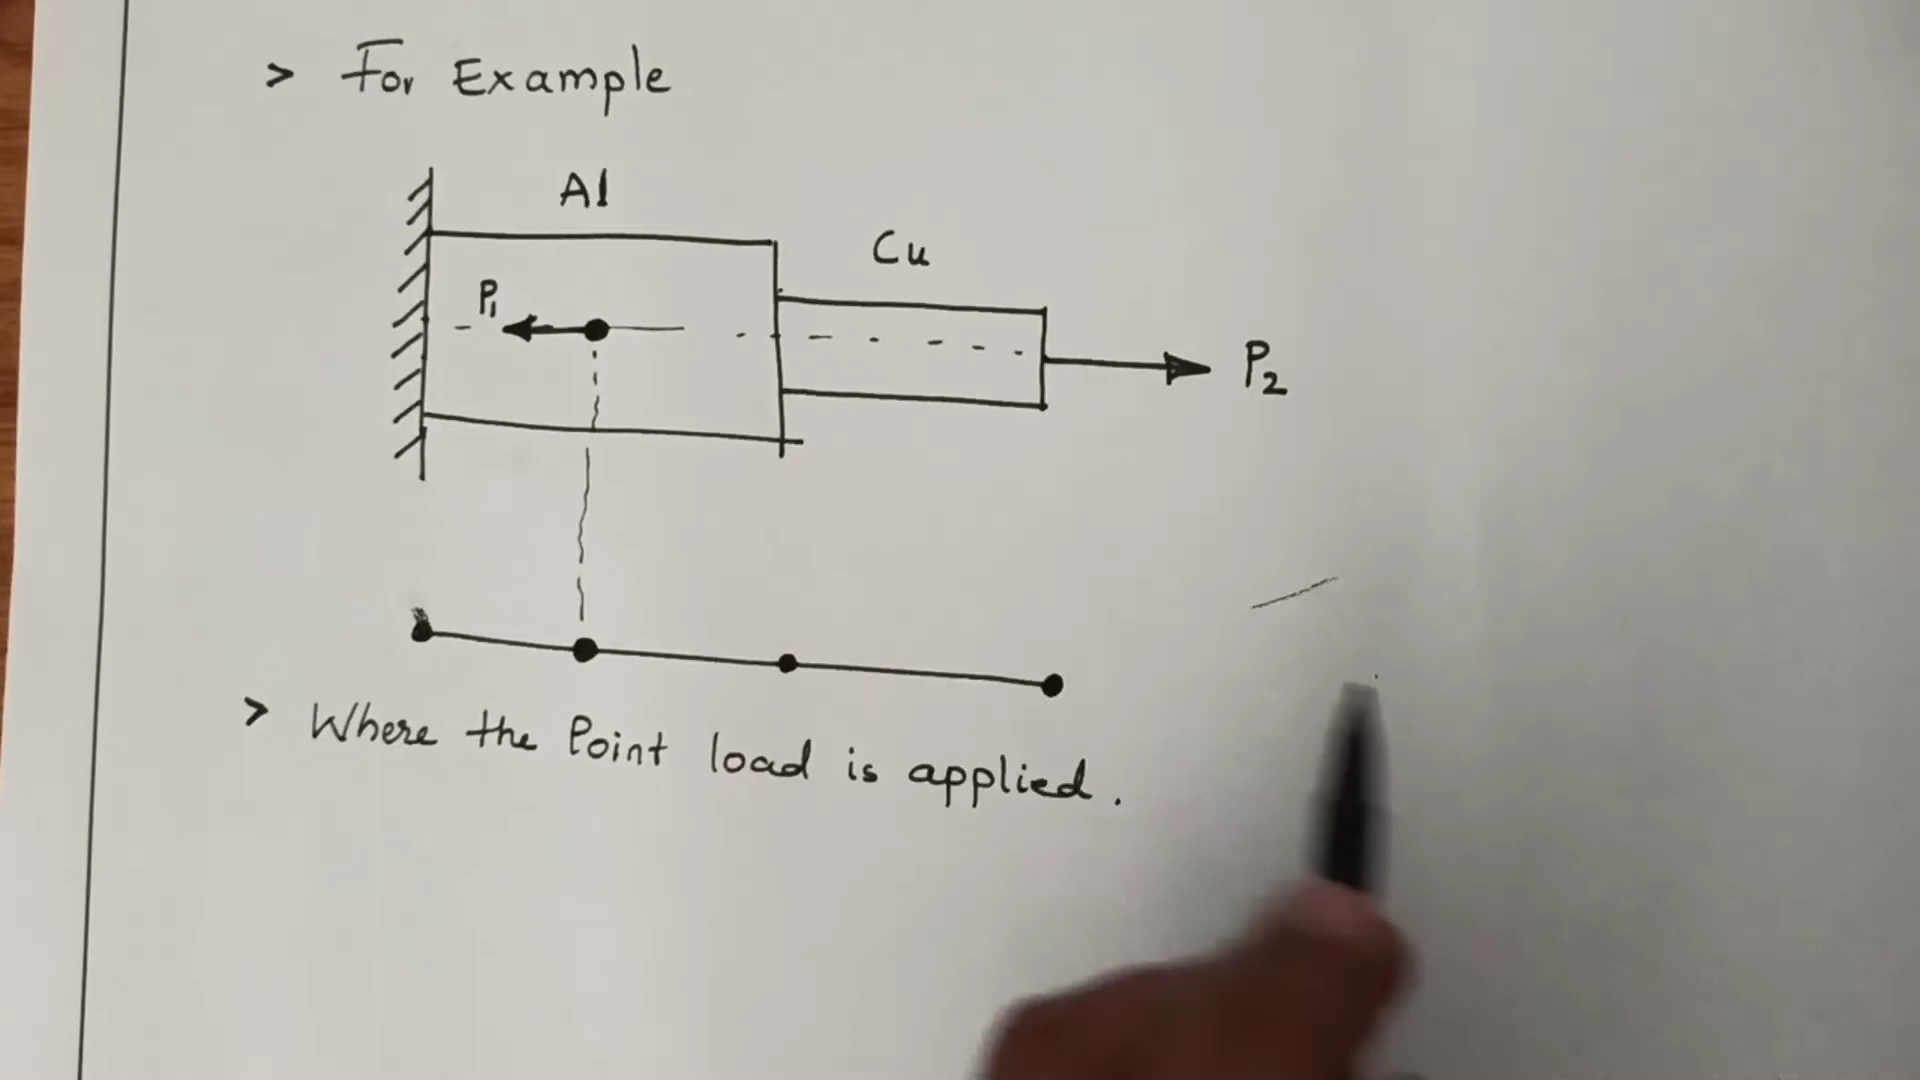 > For Example
Al
Cu
P₁
P₂
> Where the Point load is applied.